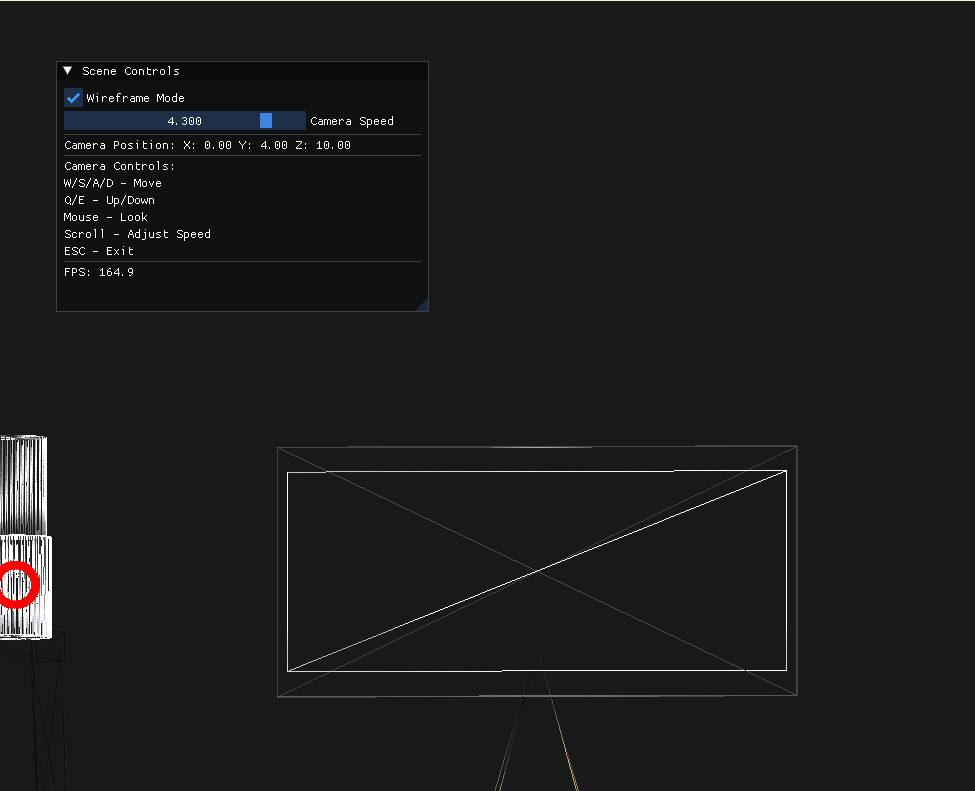 Scene Controls
Wireframe Mode
4.300 Camera Speed
Camera Position: X: 0.00 Y: 4.00 Z: 10.00
Camera Controls:
W/S/A/D - Move
Q/E - Up/Down
Mouse - Look
Scroll - Adjust Speed
ESC - Exit
FPS: 164.9